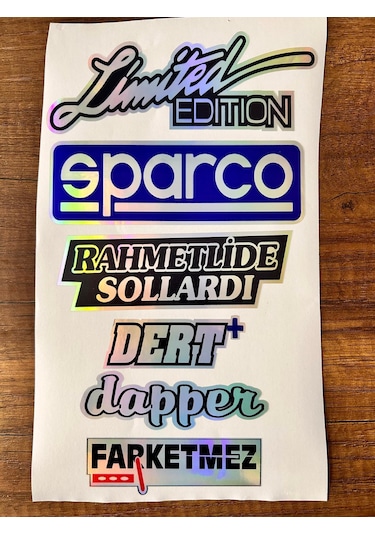 Limited
EDITION
sparco
RAHMETLİDE
SOLLARDI
DERT+
dapper
FARKETMEZ